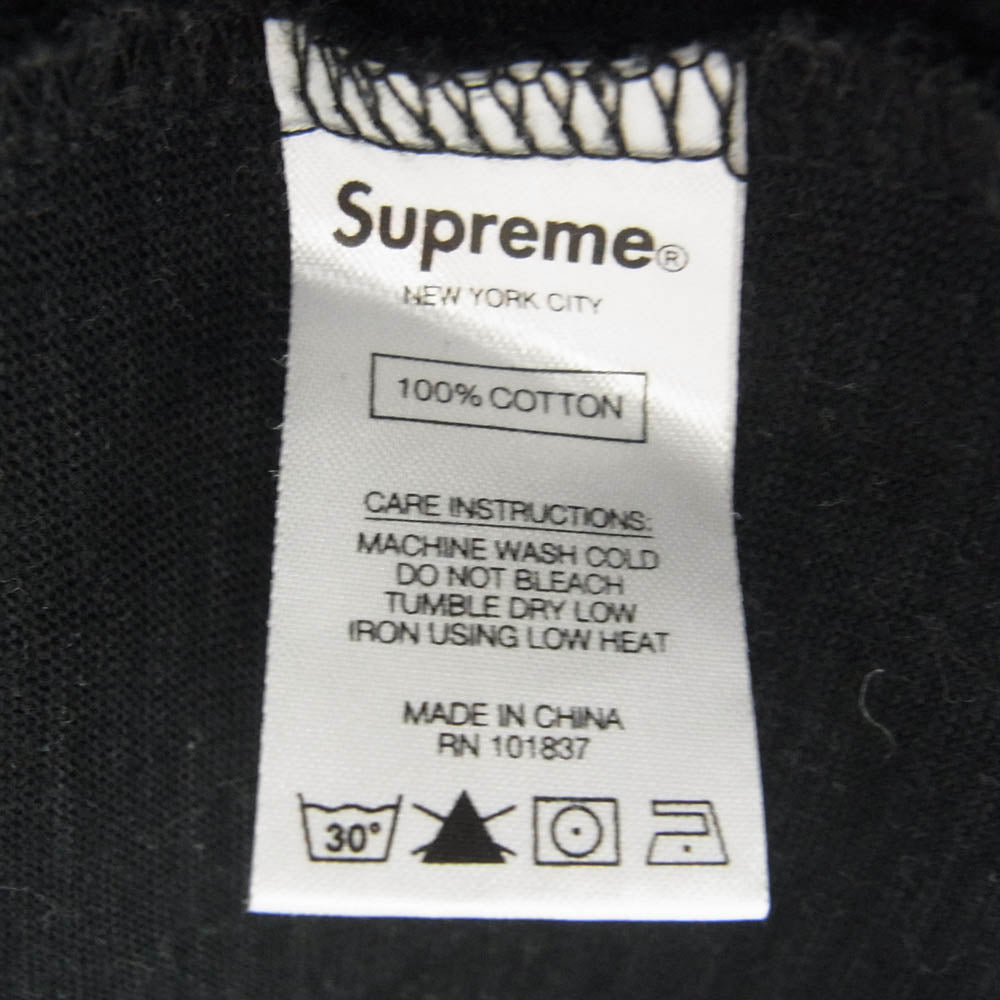 Supreme®
NEW YORK CITY
100% COTTON
CARE INSTRUCTIONS:
MACHINE WASH COLD
DO NOT BLEACH
TUMBLE DRY LOW
IRON USING LOW HEAT
MADE IN CHINA
RN 101837
30°